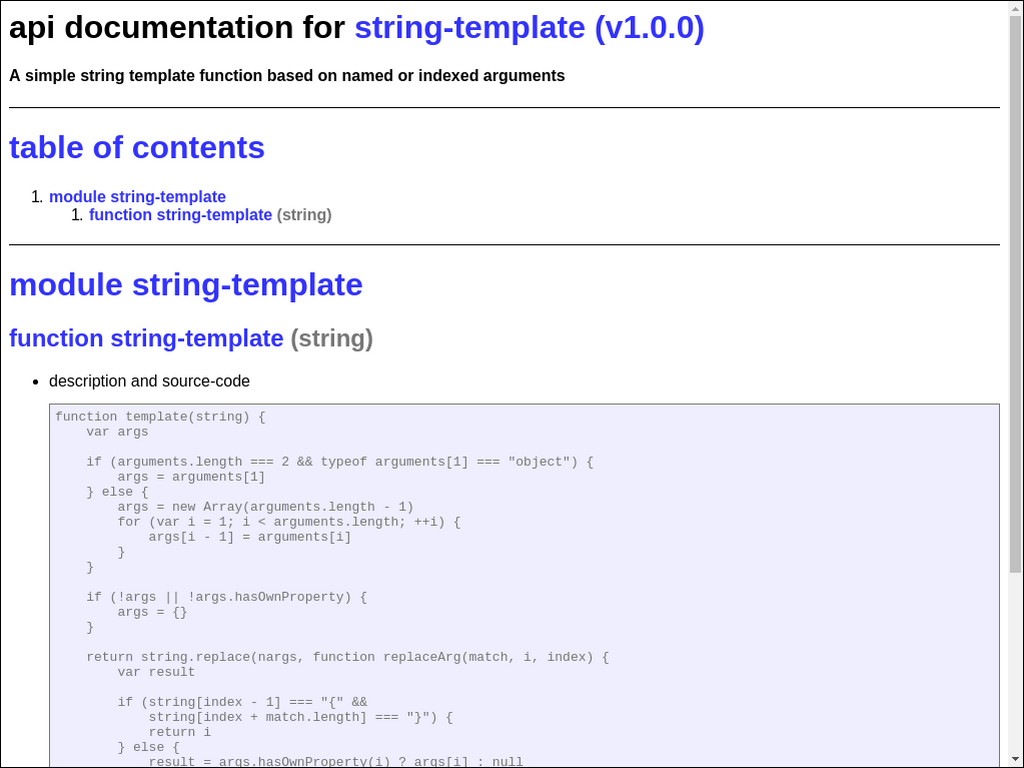 api documentation for string-template (v1.0.0)
A simple string template function based on named or indexed arguments
table of contents
1. module string-template
1. function string-template (string)
module string-template
function string-template (string)
• description and source-code
function template(string) {
    var args

    if (arguments.length === 2 && typeof arguments[1] === "object") {
        args = arguments[1]
    } else {
        args = new Array(arguments.length - 1)
        for (var i = 1; i < arguments.length; ++i) {
            args[i - 1] = arguments[i]
        }
    }

    if (!args || !args.hasOwnProperty) {
        args = {}
    }

    return string.replace(nargs, function replaceArg(match, i, index) {
        var result

        if (string[index - 1] === "{" &&
            string[index + match.length] === "}") {
            return i
        } else {
            result = args.hasOwnProperty(i) ? args[i] : null